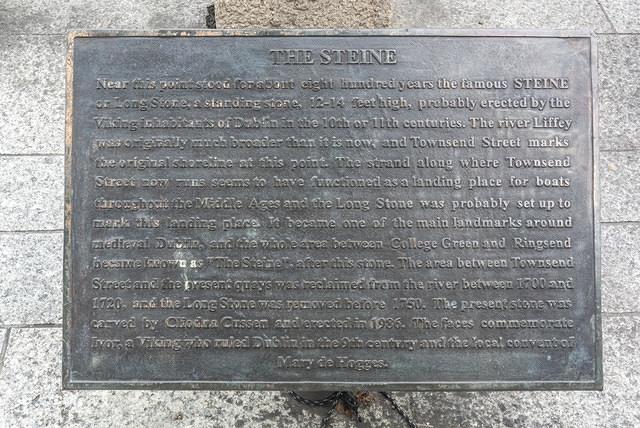 THE STEINE
Near this point stood for about eight hundred years the famous STEINE
or Long Stone, a standing stone, 12-14 feet high, probably erected by the
Viking inhabitants of Dublin in the 10th or 11th centuries. The river Liffey
was originally much broader than it is now, and Townsend Street marks
the original shoreline at this point. The strand along where Townsend
Street now runs seems to have functioned as a landing place for boats
throughout the Middle Ages and the Long Stone was probably set up to
mark this landing place. It became one of the main landmarks around
medieval Dublin, and the whole area between College Green and Ringsend
became known as "The Steine", after this stone. The area between Townsend
Street and the present quays was reclaimed from the river between 1700 and
1720, and the Long Stone was removed before 1750. The present stone was
carved by Cliodna Cussen and erected in 1986. The faces commemorate
Ivor, a Viking who ruled Dublin in the 9th century and the local convent of
Mary de Hogges.